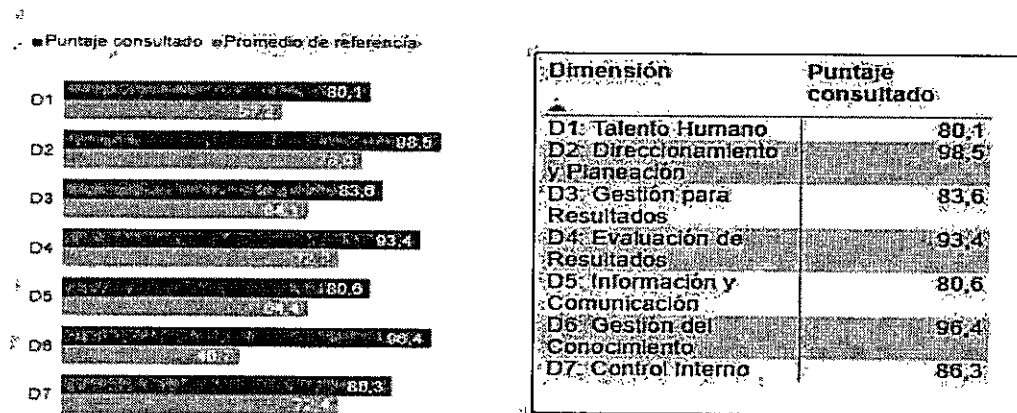 Puntaje consultado Promedio de referencia
D1 80,1
D2 98,5
D3 83,6
D4 93,4
D5 80,6
64,4
D6 96,4
D7 86,3
Dimensión Puntaje
consultado
D1: Talento Humano 80,1
D2: Direccionamiento 98,5
y Planeación
D3: Gestión para 83,6
Resultados
D4: Evaluación de 93,4
Resultados
D5: Información y 80,6
Comunicación
D6: Gestión del 96,4
Conocimiento
D7: Control Interno 86,3